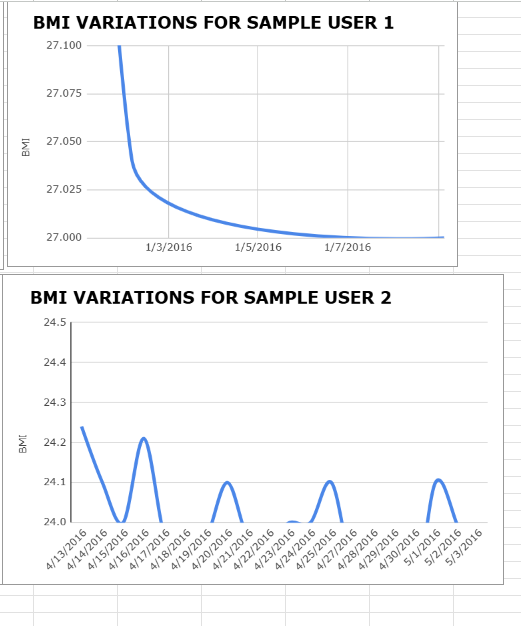 BMI VARIATIONS FOR SAMPLE USER 1
27.100
27.075
27.050
BMI
27.025
27.000
1/3/2016 1/5/2016 1/7/2016
BMI VARIATIONS FOR SAMPLE USER 2
24.5
24.4
24.3
24.2
BMI
24.1
24.0
4/13/2016 4/14/2016 4/15/2016 4/16/2016 4/17/2016 4/18/2016 4/19/2016 4/20/2016 4/21/2016 4/22/2016 4/23/2016 4/24/2016 4/25/2016 4/27/2016 4/28/2016 4/29/2016 4/30/2016 5/1/2016 5/2/2016 5/3/2016